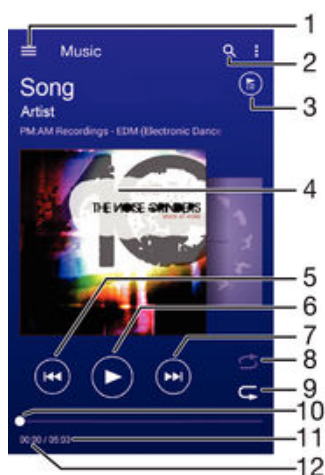 1
Music
2
Song
3
Artist
PM:AM Recordings - EDM (Electronic Dance
4
THE NOISE GRINDERS
5
6
7
8
9
10
00:00 / 05:03
11
12